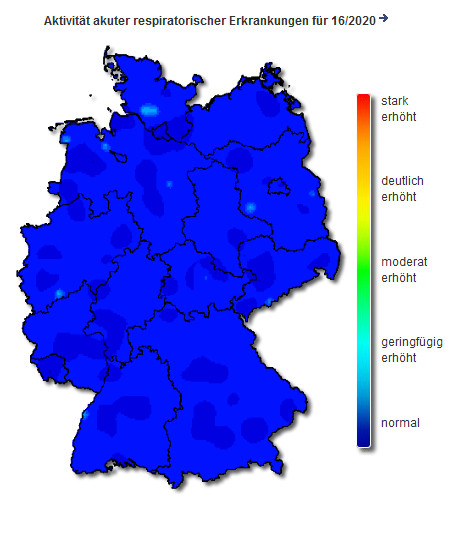 Aktivität akuter respiratorischer Erkrankungen für 16/2020
stark
erhöht
deutlich
erhöht
moderat
erhöht
geringfügig
erhöht
normal